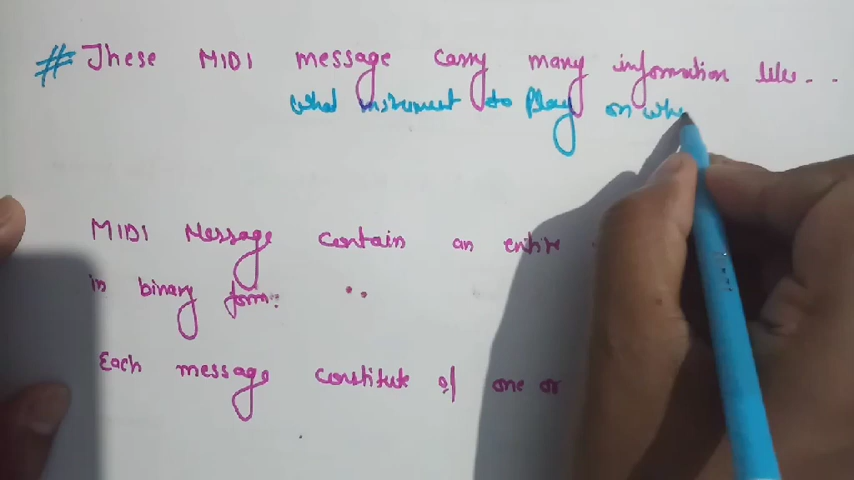 # These MIDI message carry many information like..
what instrument to play on whe
MIDI Message contain an entire
in binary form:
Each message constitute of one or